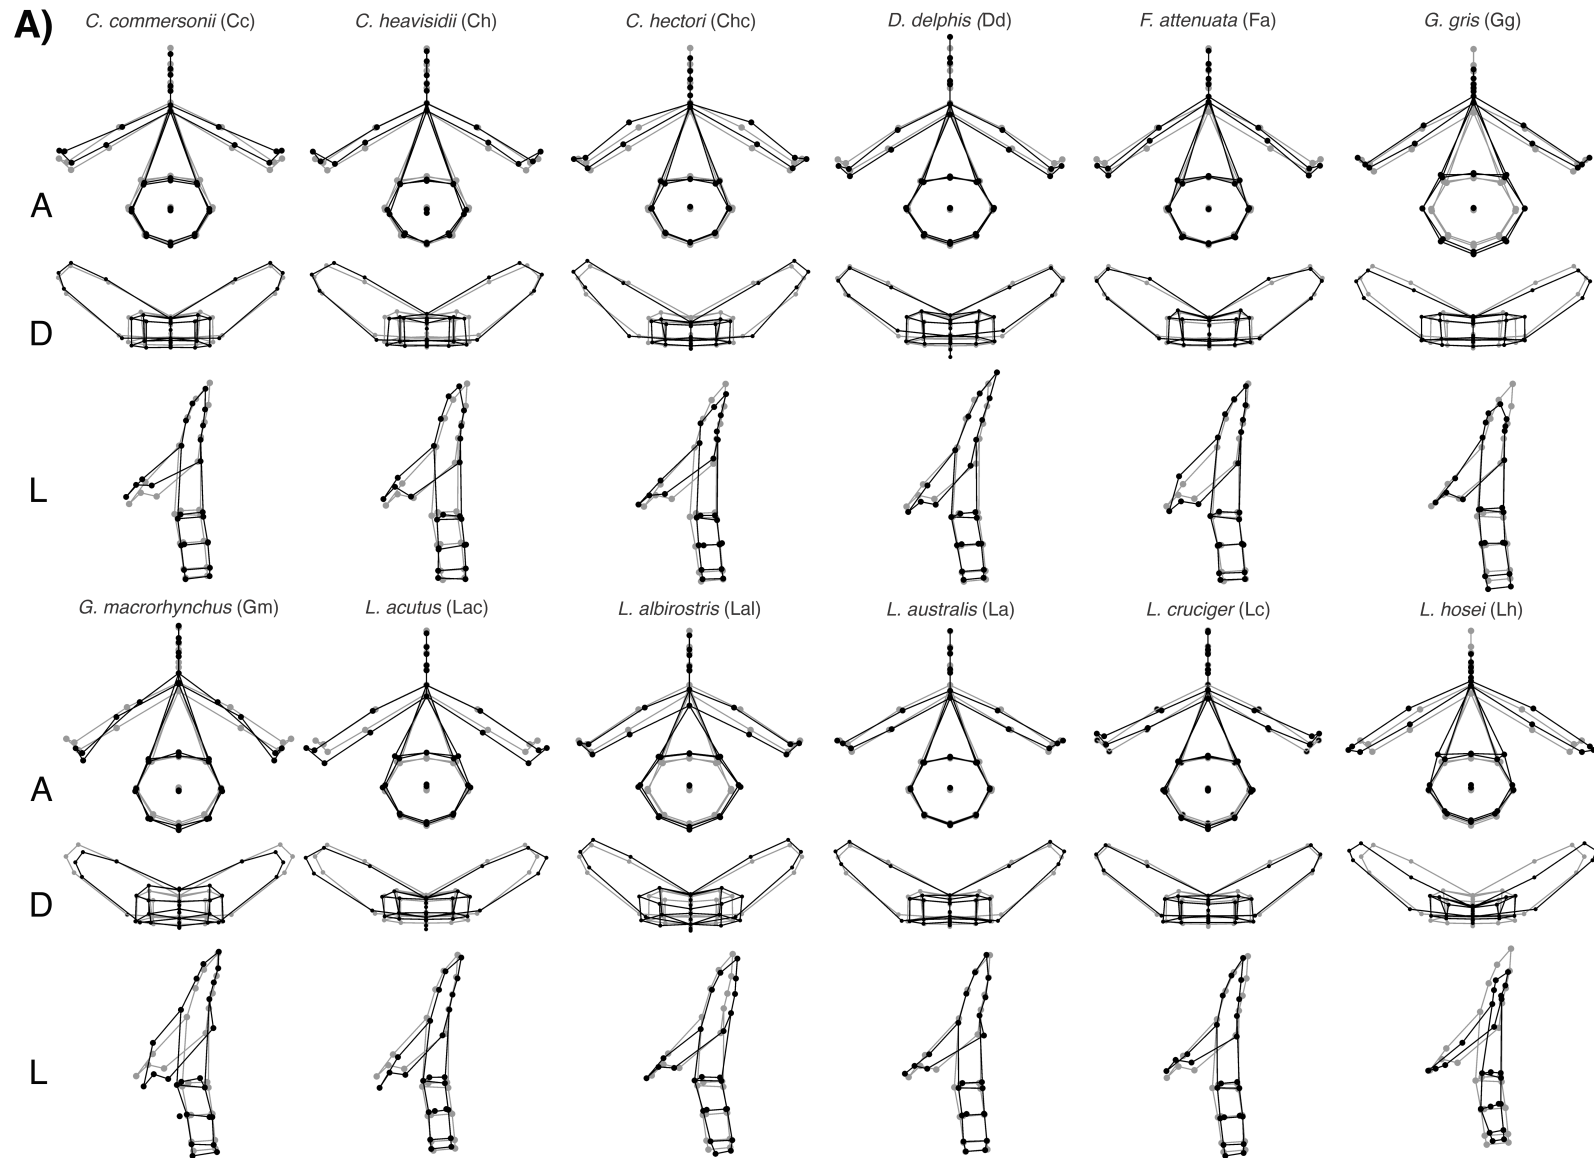 A) C. commersonii (Cc) C. heavisidii (Ch) C. hectori (Chc) D. delphis (Dd) F. attenuata (Fa) G. gris (Gg)
A
D
L
G. macrorhynchus (Gm) L. acutus (Lac) L. albirostris (Lal) L. australis (La) L. cruciger (Lc) L. hosei (Lh)
A
D
L